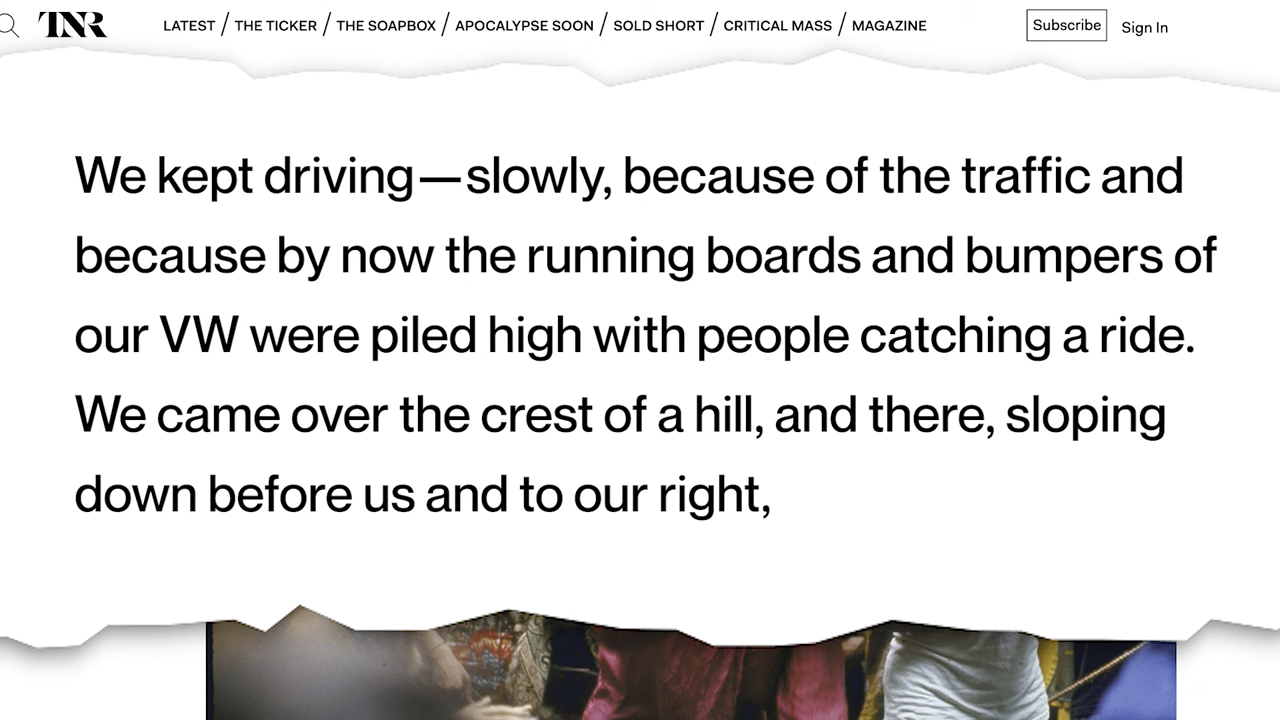 TNR LATEST / THE TICKER / THE SOAPBOX / APOCALYPSE SOON / SOLD SHORT / CRITICAL MASS / MAGAZINE Subscribe Sign In
We kept driving—slowly, because of the traffic and
because by now the running boards and bumpers of
our VW were piled high with people catching a ride.
We came over the crest of a hill, and there, sloping
down before us and to our right,